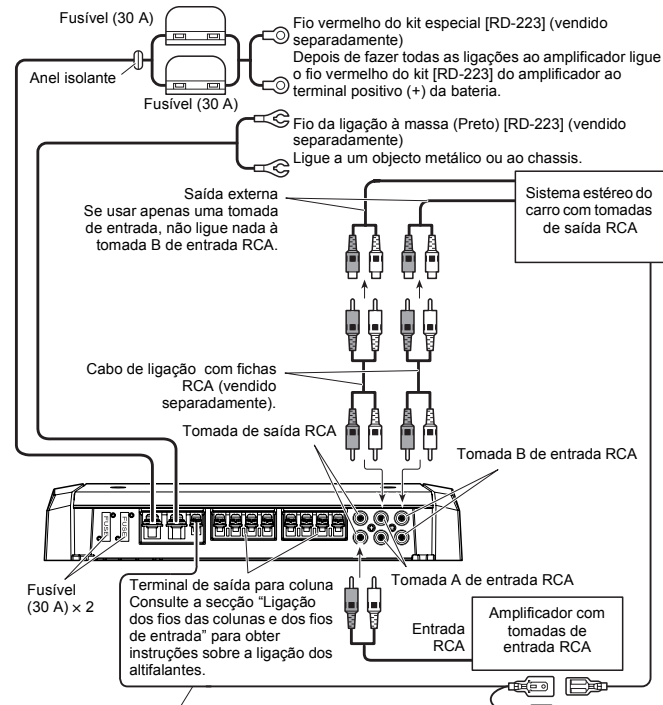 Fusível (30 A)
Anel isolante
Fusível (30 A)
Fio vermelho do kit especial [RD-223] (vendido
separadamente)
Depois de fazer todas as ligações ao amplificador ligue
o fio vermelho do kit [RD-223] do amplificador ao
terminal positivo (+) da bateria.
Fio da ligação à massa (Preto) [RD-223] (vendido
separadamente)
Ligue a um objecto metálico ou ao chassis.
Saída externa
Se usar apenas uma tomada
de entrada, não ligue nada à
tomada B de entrada RCA.
Sistema estéreo do
carro com tomadas
de saída RCA
Cabo de ligação com fichas
RCA (vendido
separadamente).
Tomada de saída RCA
Tomada B de entrada RCA
FUSE
FUSE
Fusível
(30 A) × 2
Terminal de saída para coluna
Consulte a secção “Ligação
dos fios das colunas e dos fios
de entrada” para obter
instruções sobre a ligação dos
altifalantes.
Tomada A de entrada RCA
Entrada
RCA
Amplificador com
tomadas de
entrada RCA